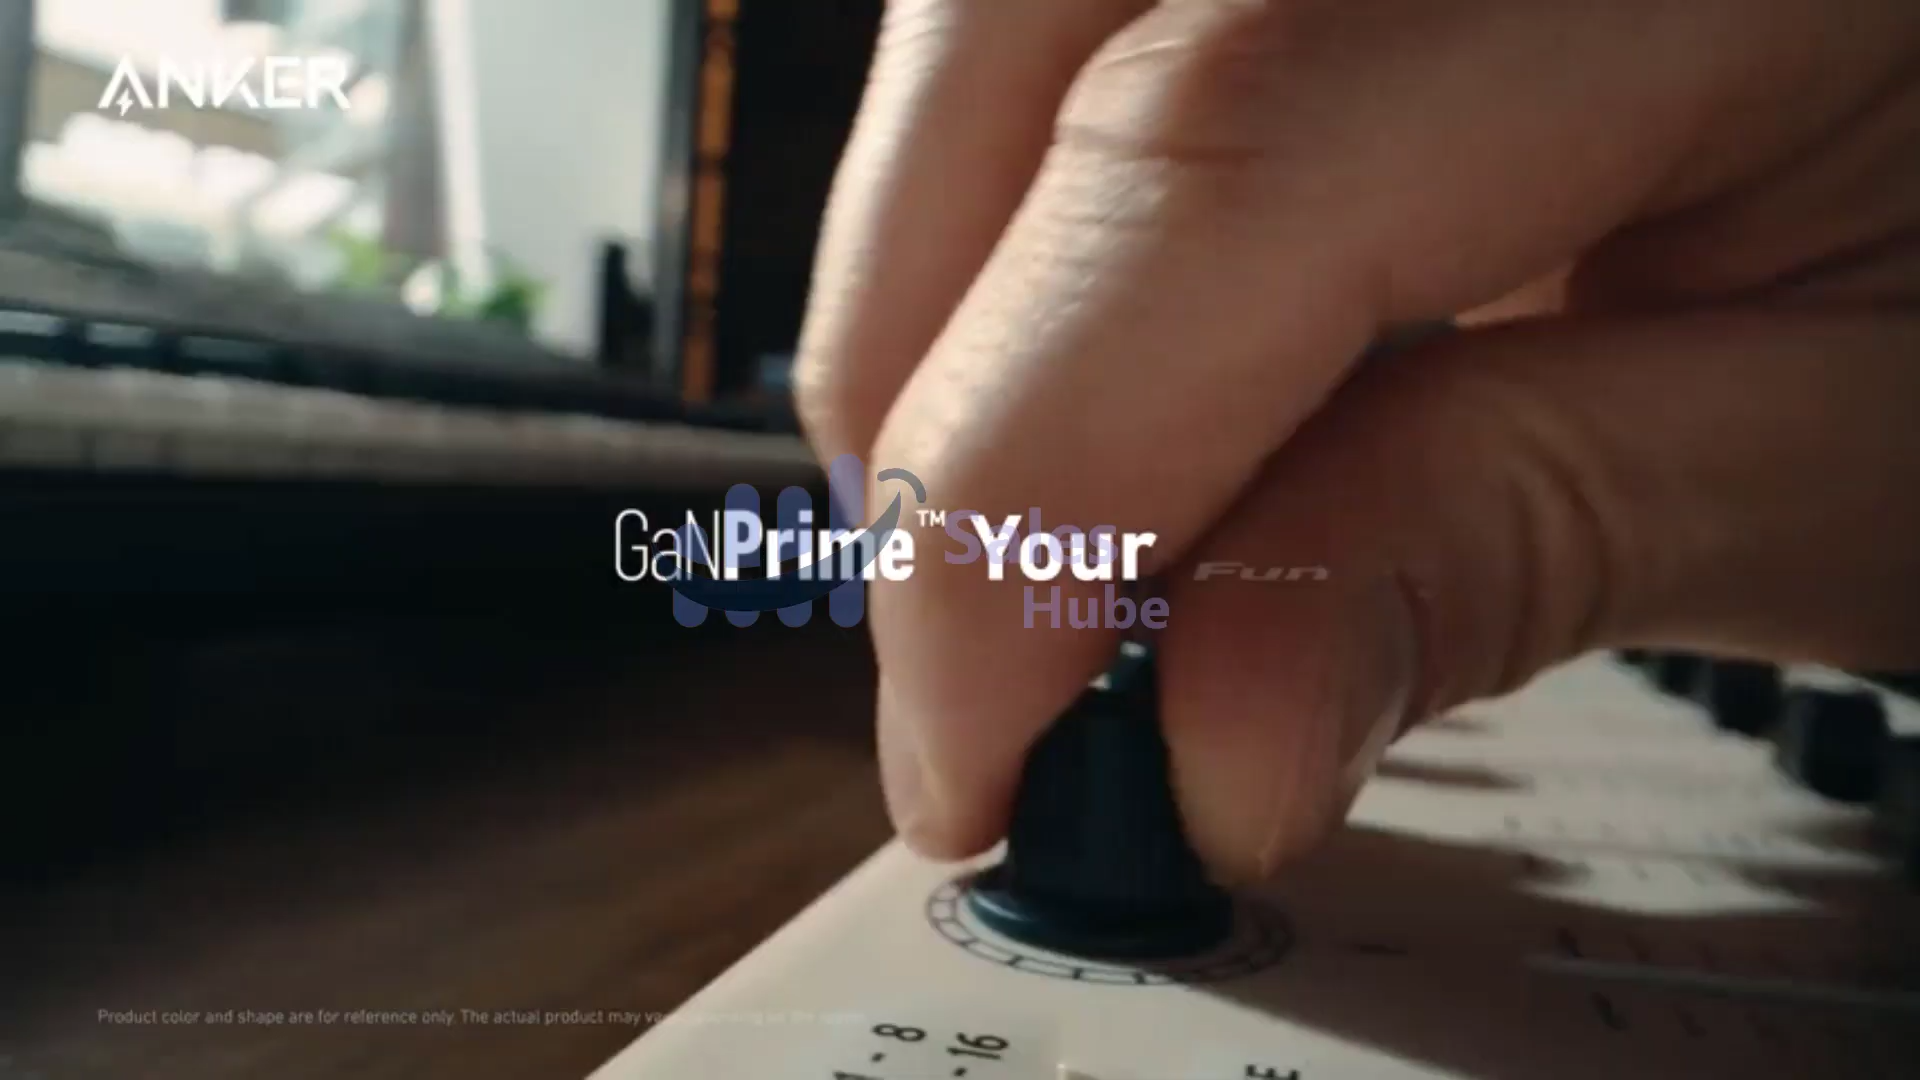 ANKER
GaNPrime™ Your Fun
Sales
Hube
Product color and shape are for reference only. The actual product may
1 - 8
- 16
E